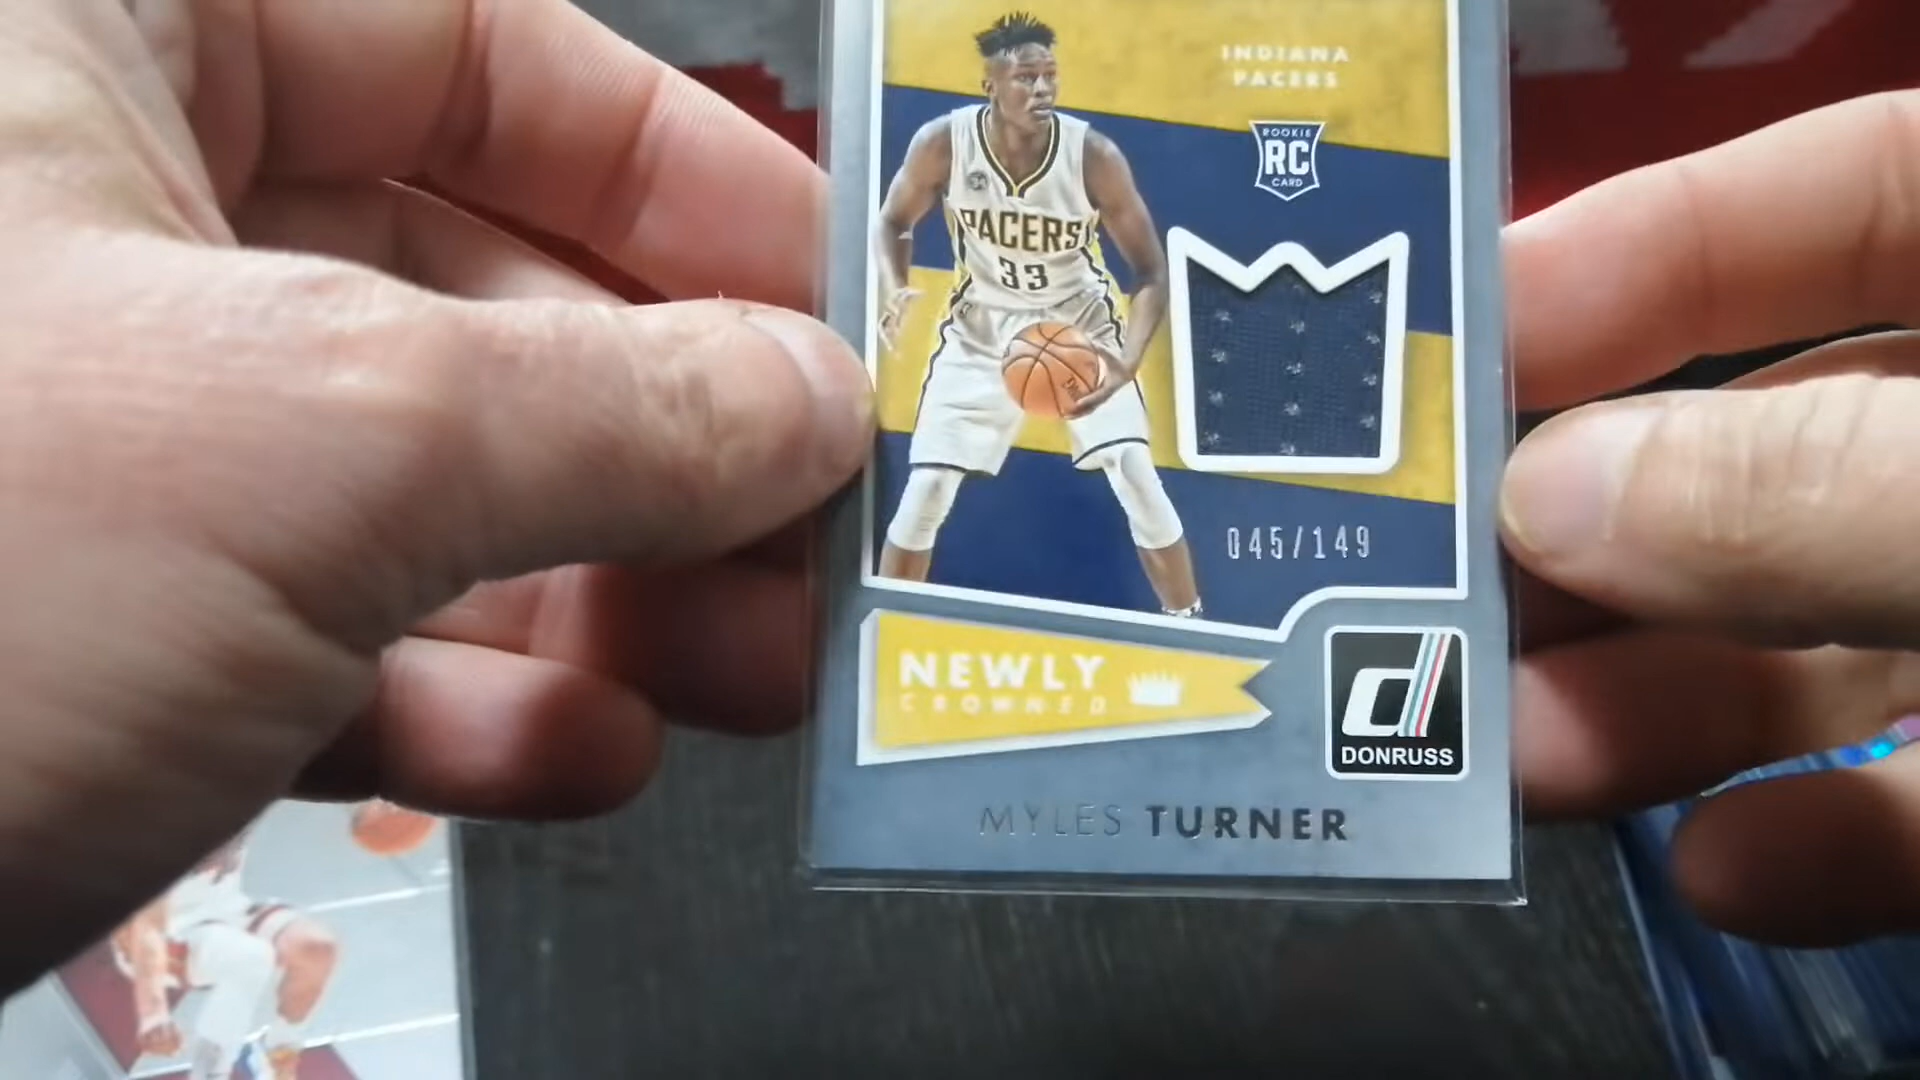 INDIANA
PACERS
ROOKIE
RC
CARD
PACERS
33
045/149
NEWLY
CROWNED
d
DONRUSS
MYLES TURNER